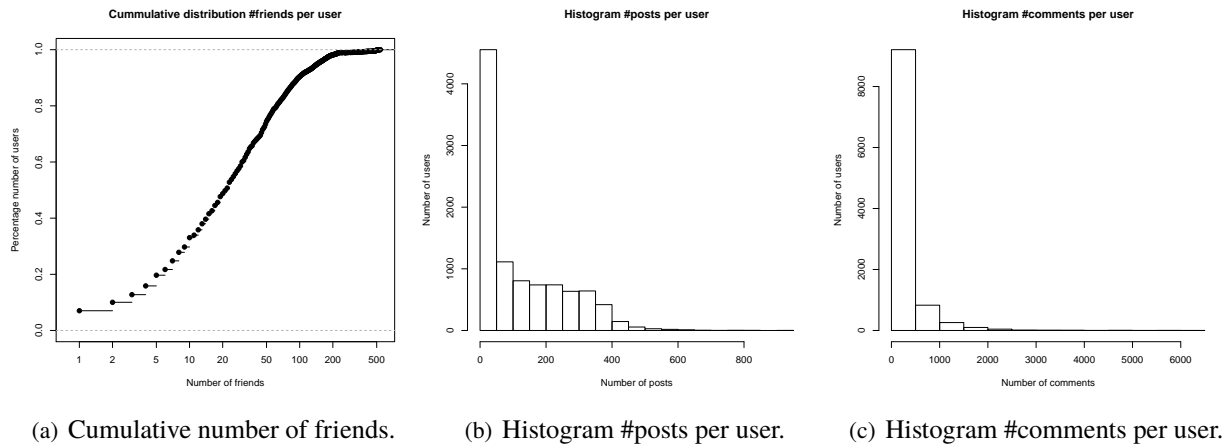 Cummulative distribution #friends per user
1.0
0.8
0.6
0.4
0.2
0.0
Percentage number of users
1 2 5 10 20 50 100 200 500
Number of friends
(a) Cumulative number of friends.
Histogram #posts per user
4000
3000
2000
1000
0
Number of users
0 200 400 600 800
Number of posts
(b) Histogram #posts per user.
Histogram #comments per user
8000
6000
4000
2000
0
Number of users
0 1000 2000 3000 4000 5000 6000
Number of comments
(c) Histogram #comments per user.